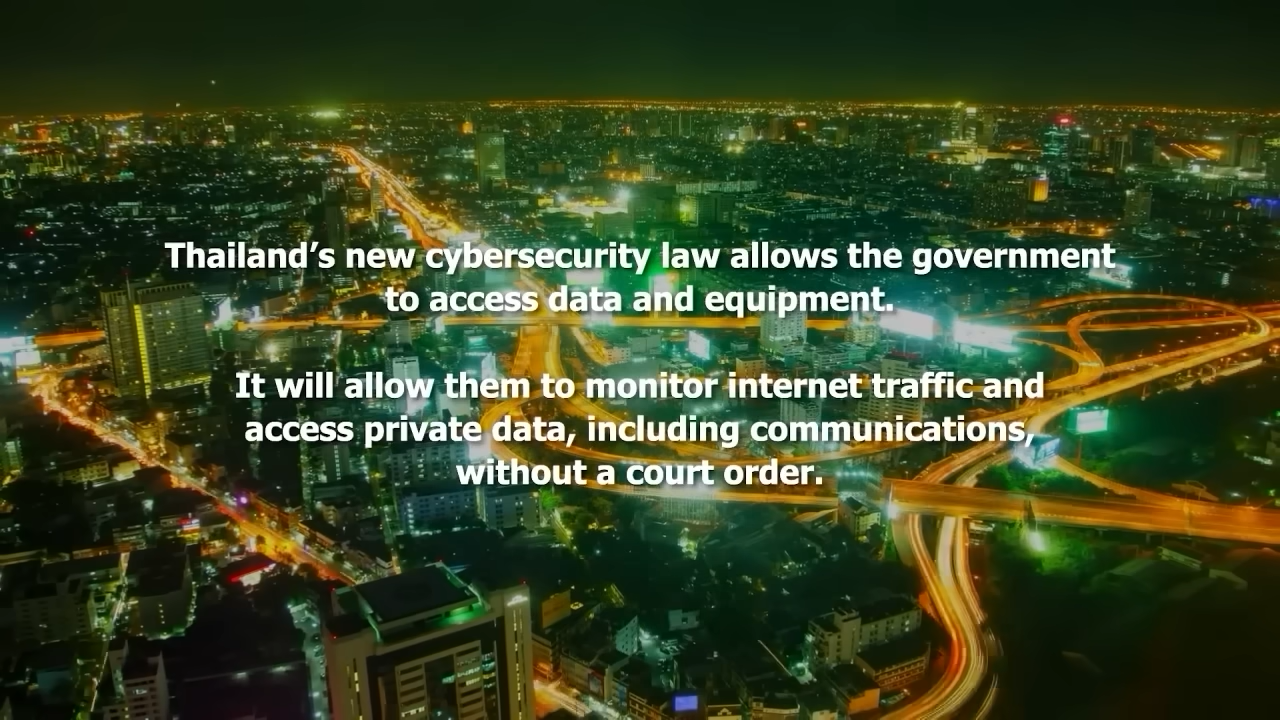 Thailand’s new cybersecurity law allows the government
to access data and equipment.
It will allow them to monitor internet traffic and
access private data, including communications,
without a court order.